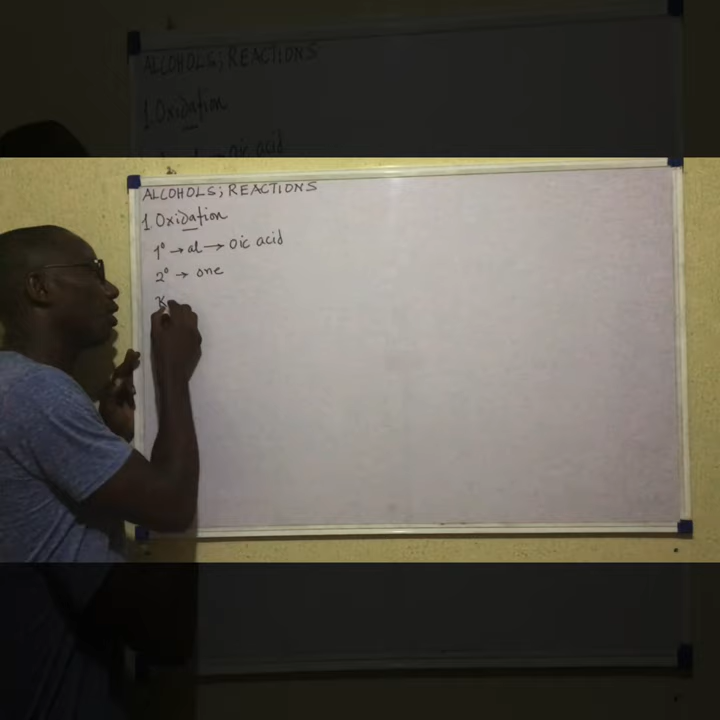 ALCOHOLS; REACTIONS
1. Oxidation
1° → al → Oic acid
2° → one
K